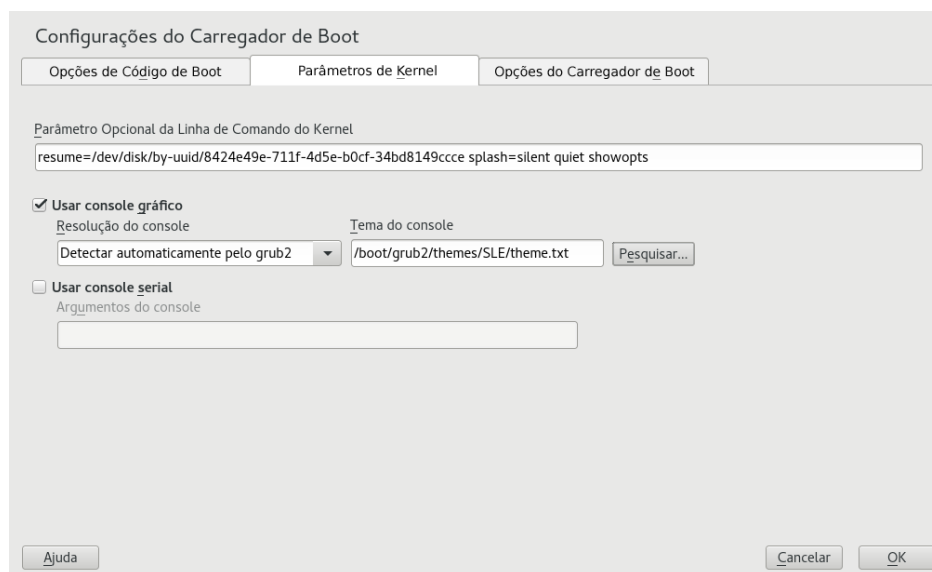 Configurações do Carregador de Boot
Opções de Código de Boot
Parâmetros de Kernel
Opções do Carregador de Boot
Parâmetro Opcional da Linha de Comando do Kernel
resume=/dev/disk/by-uuid/8424e49e-711f-4d5e-b0cf-34bd8149ccce splash=silent quiet showopts
Usar console gráfico
Resolução do console
Tema do console
Detectar automaticamente pelo grub2
/boot/grub2/themes/SLE/theme.txt
Pesquisar...
Usar console serial
Argumentos do console
Ajuda
Cancelar
OK